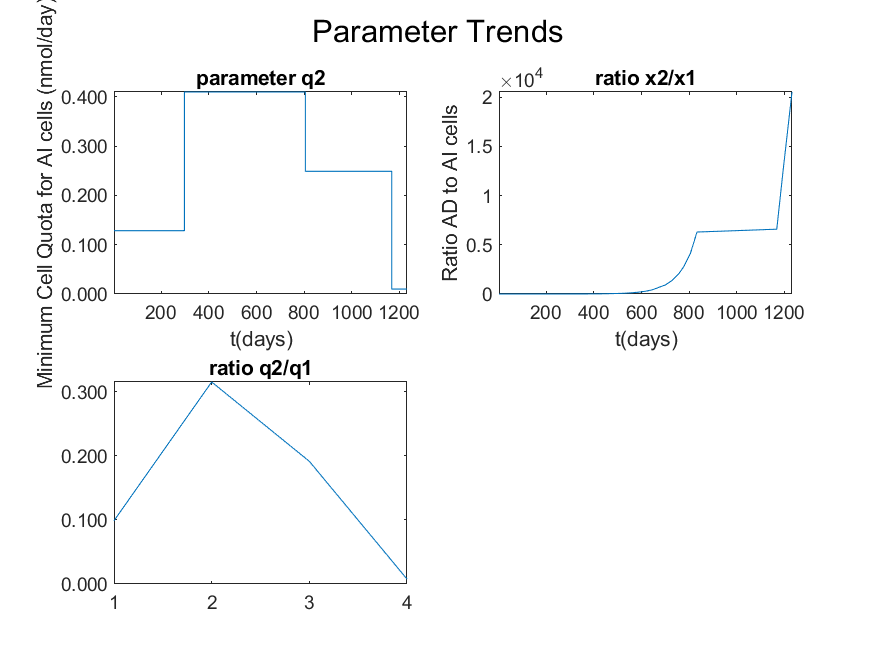 Parameter Trends
parameter q2
Minimum Cell Quota for AI cells (nmol/day)
0.400
0.300
0.200
0.100
0.000
200 400 600 800 1000 1200
t(days)
×10^4
ratio x2/x1
Ratio AD to AI cells
2
1.5
1
0.5
0
200 400 600 800 1000 1200
t(days)
ratio q2/q1
0.300
0.200
0.100
0.000
1 2 3 4